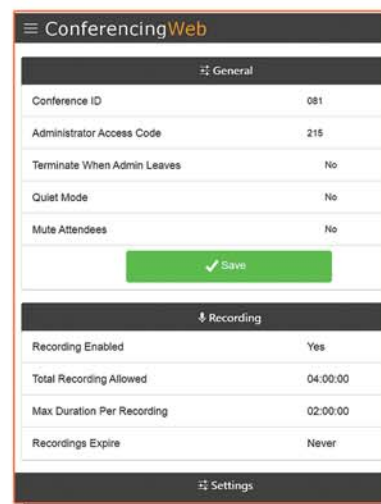 ConferencingWeb
General
Conference ID 081
Administrator Access Code 215
Terminate When Admin Leaves No
Quiet Mode No
Mute Attendees No
Save
Recording
Recording Enabled Yes
Total Recording Allowed 04:00:00
Max Duration Per Recording 02:00:00
Recordings Expire Never
Settings